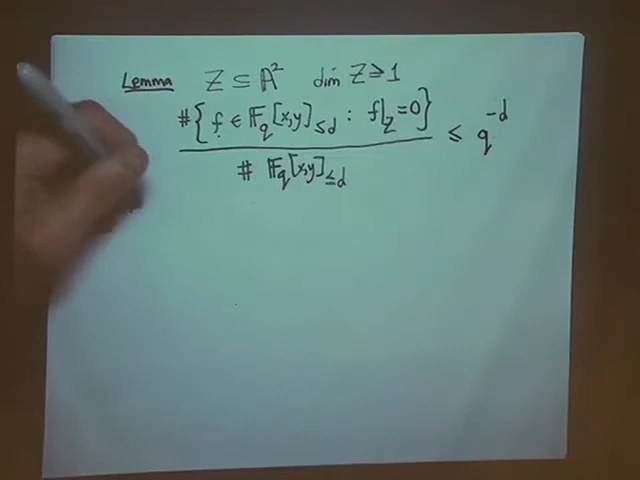 Lemma Z ⊆ 𝔸² dim Z ≥ 1
#{f ∈ 𝔽_q[x,y]_{≤d} : f|_Z = 0}
≤ q^{-d}
# 𝔽_q[x,y]_{≤d}